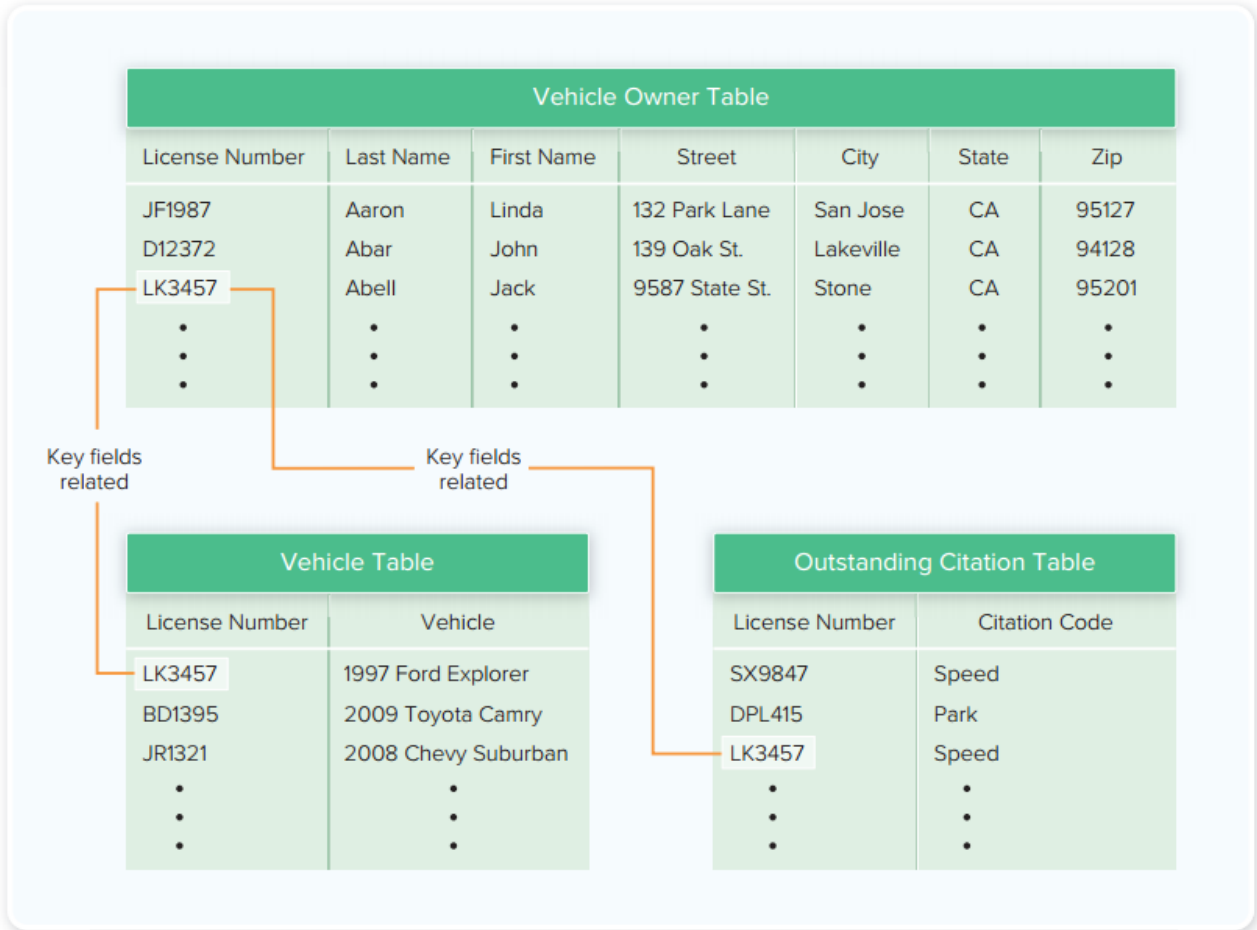 Vehicle Owner Table
License Number Last Name First Name Street City State Zip
JF1987 Aaron Linda 132 Park Lane San Jose CA 95127
D12372 Abar John 139 Oak St. Lakeville CA 94128
LK3457 Abell Jack 9587 State St. Stone CA 95201
Key fields
related
Key fields
related
Vehicle Table
License Number Vehicle
LK3457 1997 Ford Explorer
BD1395 2009 Toyota Camry
JR1321 2008 Chevy Suburban
Outstanding Citation Table
License Number Citation Code
SX9847 Speed
DPL415 Park
LK3457 Speed